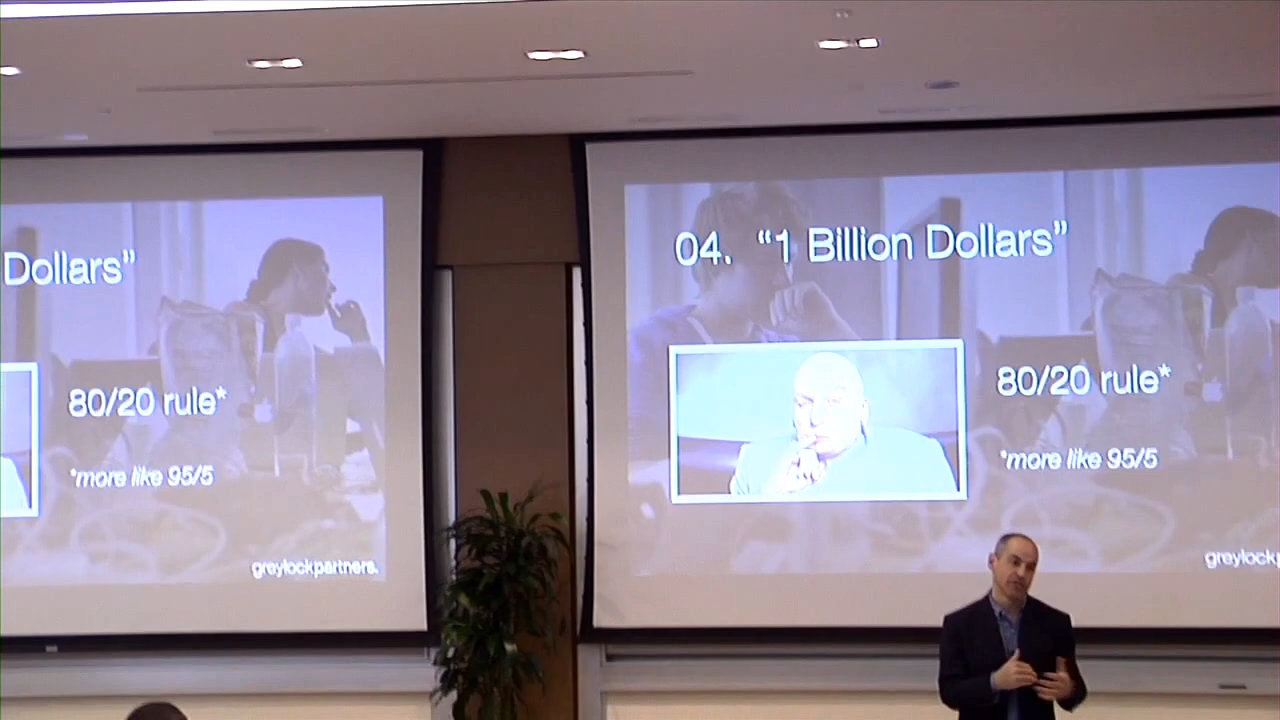 Dollars”
80/20 rule*
*more like 95/5
greylockpartners.
04. “1 Billion Dollars”
80/20 rule*
*more like 95/5
greylockp